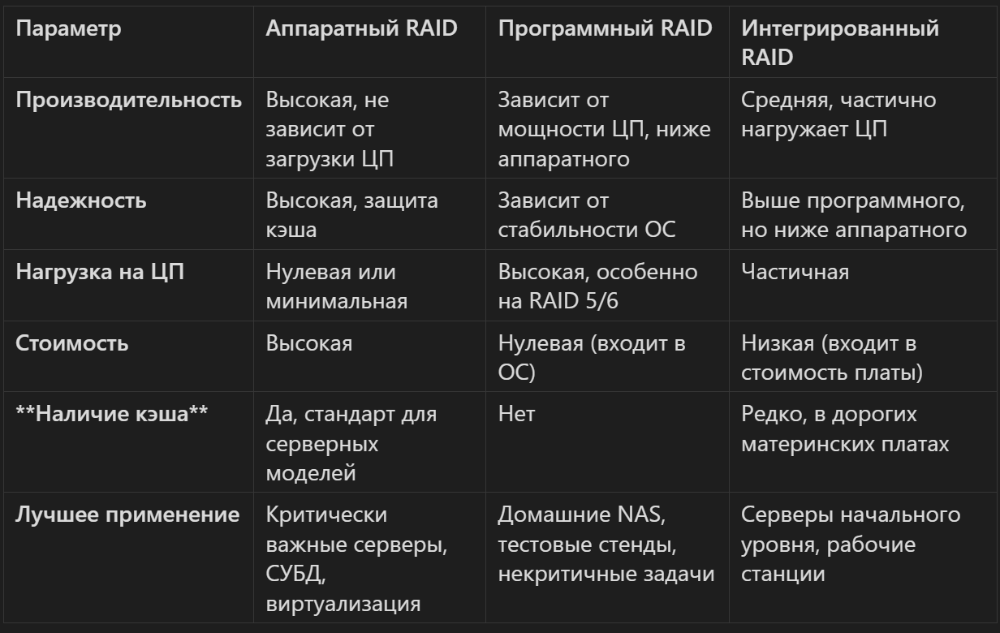 Параметр
Аппаратный RAID
Программный RAID
Интегрированный
RAID
Производительность
Высокая, не
зависит от
загрузки ЦП
Зависит от
мощности ЦП, ниже
аппаратного
Средняя, частично
нагружает ЦП
Надежность
Высокая, защита
кэша
Зависит от
стабильности ОС
Выше программного,
но ниже аппаратного
Нагрузка на ЦП
Нулевая или
минимальная
Высокая, особенно
на RAID 5/6
Частичная
Стоимость
Высокая
Нулевая (входит в
ОС)
Низкая (входит в
стоимость платы)
**Наличие кэша**
Да, стандарт для
серверных
моделей
Нет
Редко, в дорогих
материнских платах
Лучшее применение
Критически
важные серверы,
СУБД,
виртуализация
Домашние NAS,
тестовые стенды,
некритичные задачи
Серверы начального
уровня, рабочие
станции